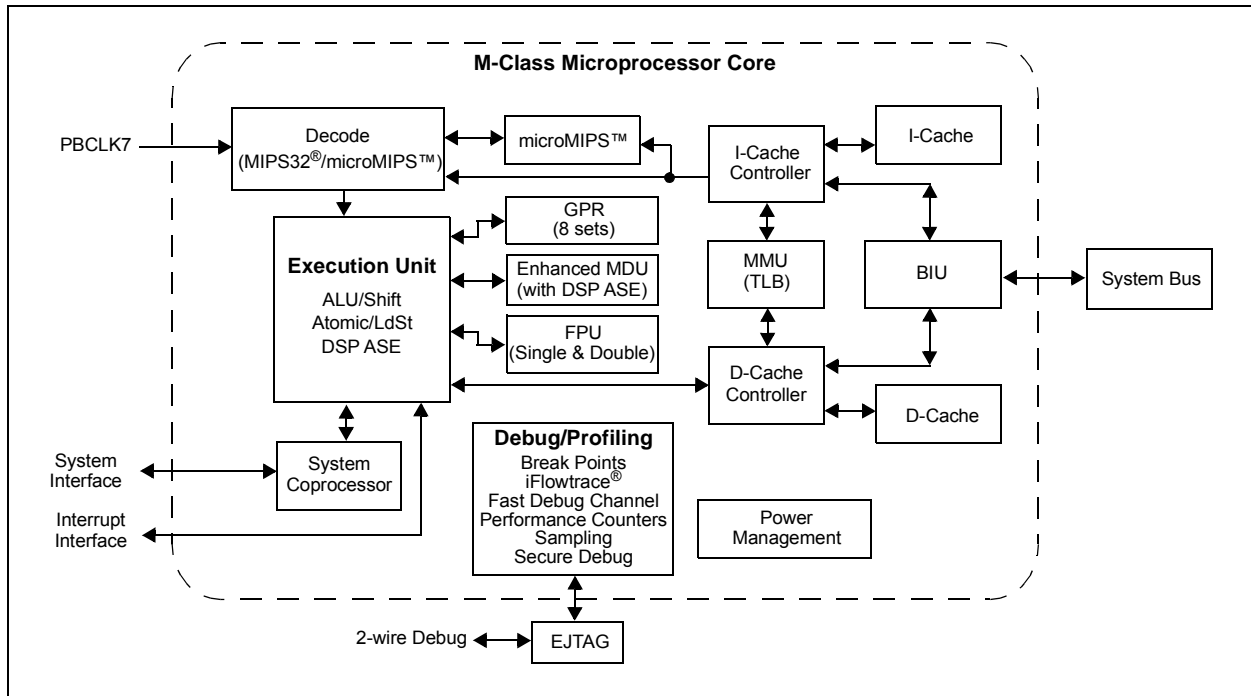 M-Class Microprocessor Core
PBCLK7
Decode
(MIPS32®/microMIPS™)
microMIPS™
I-Cache
Controller
I-Cache
Execution Unit
ALU/Shift
Atomic/LdSt
DSP ASE
GPR
(8 sets)
Enhanced MDU
(with DSP ASE)
FPU
(Single & Double)
MMU
(TLB)
BIU
System Bus
D-Cache
Controller
D-Cache
System
Interface
System
Coprocessor
Interrupt
Interface
Debug/Profiling
Break Points
iFlowtrace®
Fast Debug Channel
Performance Counters
Sampling
Secure Debug
Power
Management
2-wire Debug
EJTAG